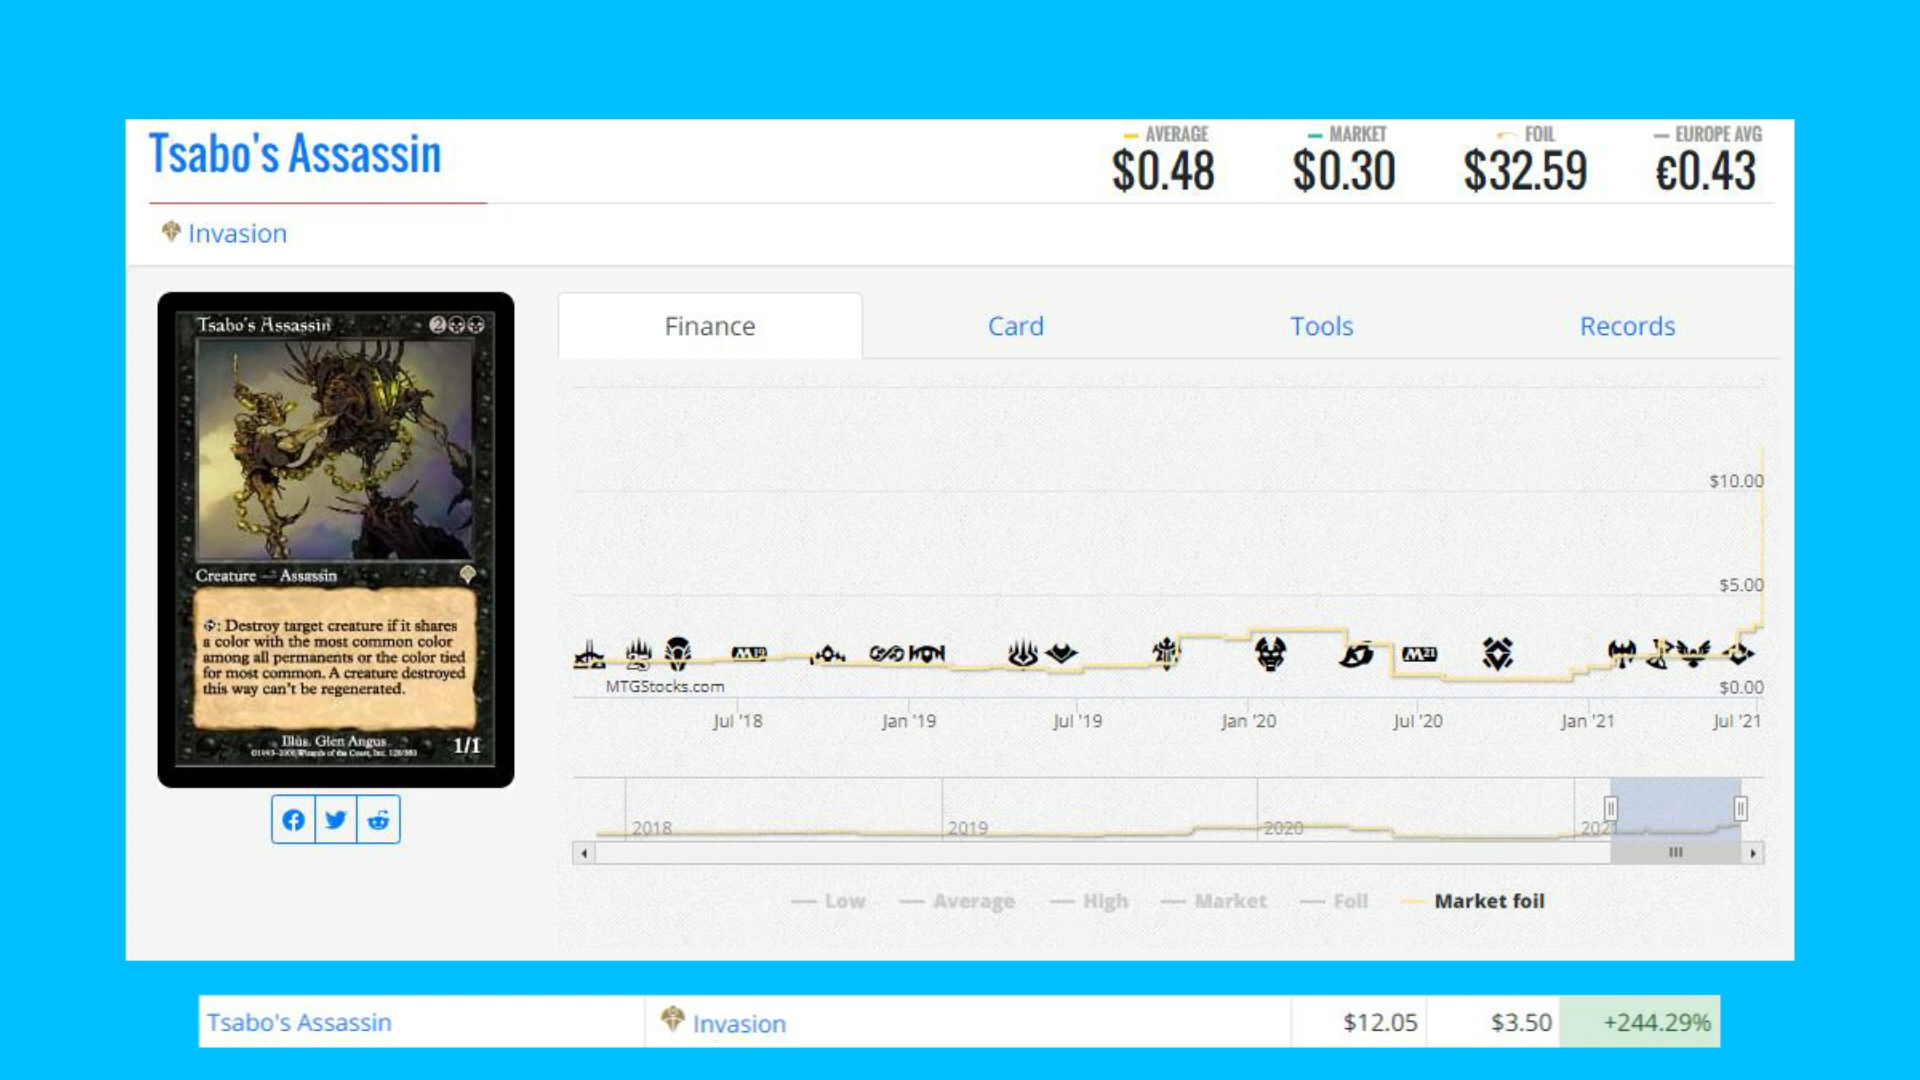 Tsabo's Assassin
AVERAGE
$0.48
MARKET
$0.30
FOIL
$32.59
EUROPE AVG
€0.43
Invasion
Tsabo's Assassin 2
Creature — Assassin
: Destroy target creature if it shares
a color with the most common color
among all permanents or the color tied
for most common. A creature destroyed
this way can't be regenerated.
Illus. Glen Angus
1/1
Finance
Card
Tools
Records
$10.00
$5.00
$0.00
M19
M21
MTGStocks.com
Jul '18
Jan '19
Jul '19
Jan '20
Jul '20
Jan '21
Jul '21
2018
2019
2020
2021
Low
Average
High
Market
Foil
Market foil
Tsabo's Assassin
Invasion
$12.05
$3.50
+244.29%